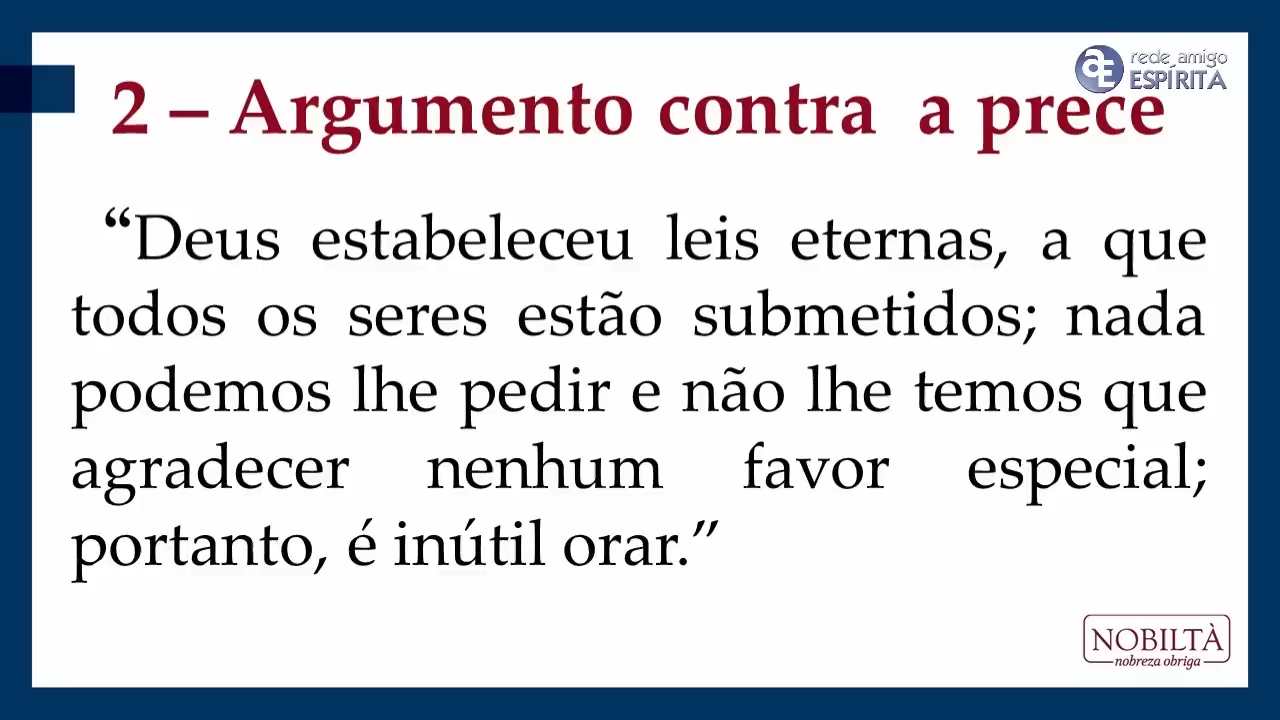 rede amigo
ESPÍRITA
2 – Argumento contra a prece
“Deus estabeleceu leis eternas, a que
todos os seres estão submetidos; nada
podemos lhe pedir e não lhe temos que
agradecer nenhum favor especial;
portanto, é inútil orar.”
NOBILTÀ
nobreza obriga